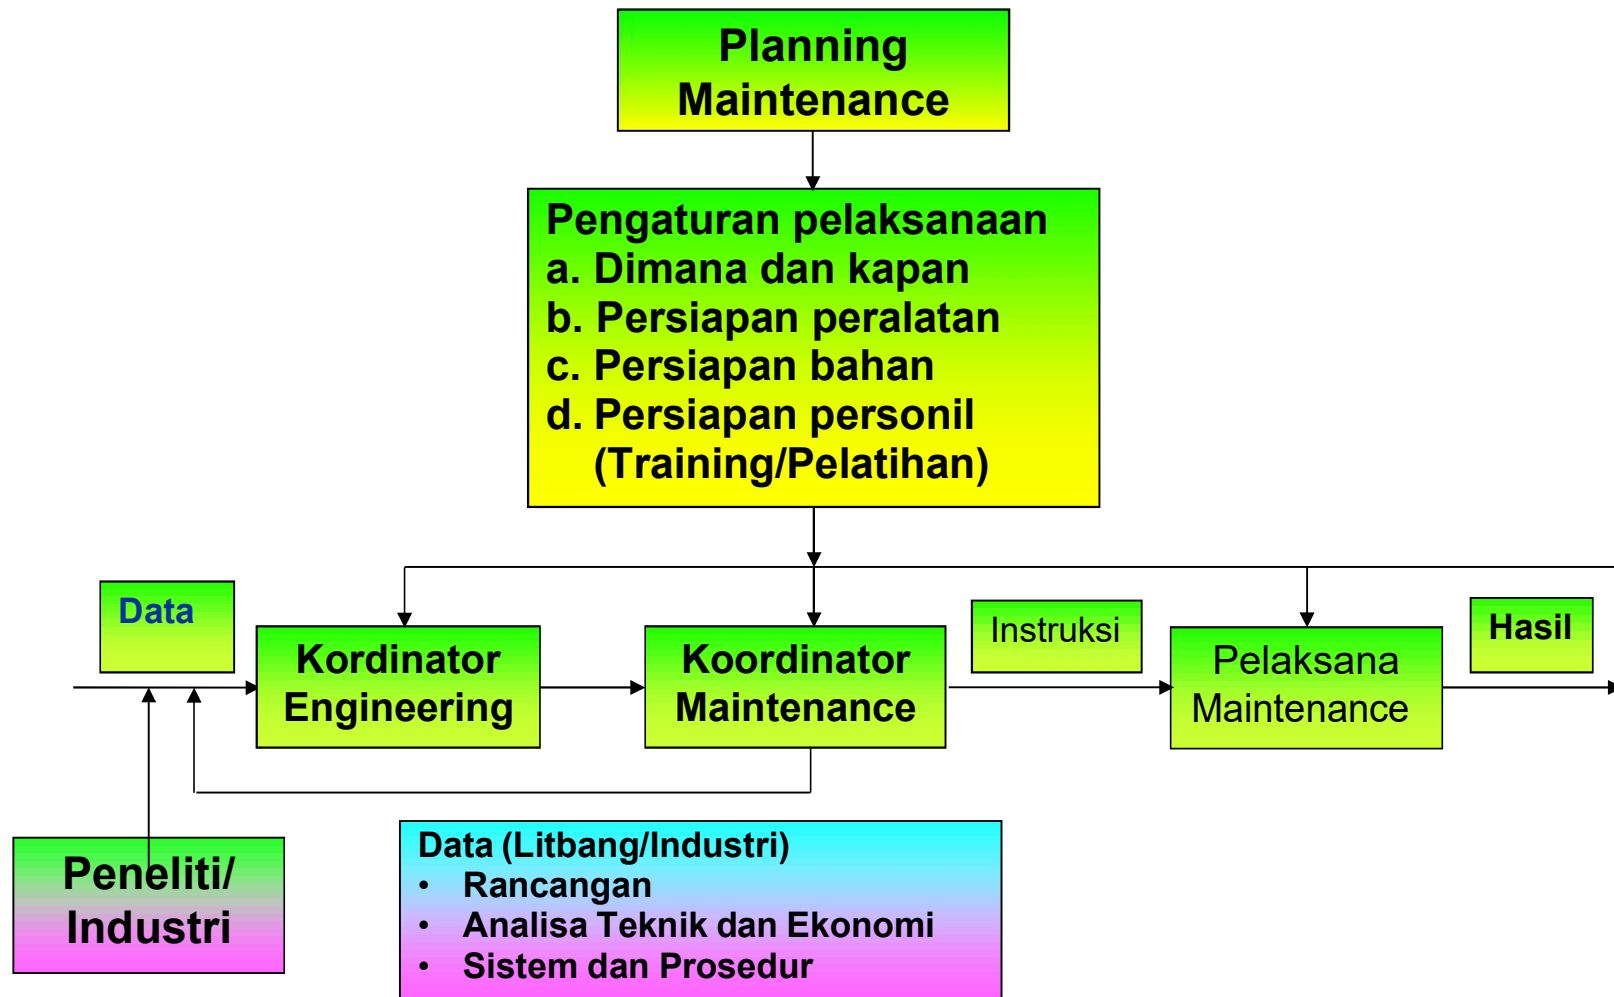 Planning
Maintenance
Pengaturan pelaksanaan
a. Dimana dan kapan
b. Persiapan peralatan
c. Persiapan bahan
d. Persiapan personil
(Training/Pelatihan)
Data
Kordinator
Engineering
Koordinator
Maintenance
Instruksi
Pelaksana
Maintenance
Hasil
Peneliti/
Industri
Data (Litbang/Industri)
• Rancangan
• Analisa Teknik dan Ekonomi
• Sistem dan Prosedur